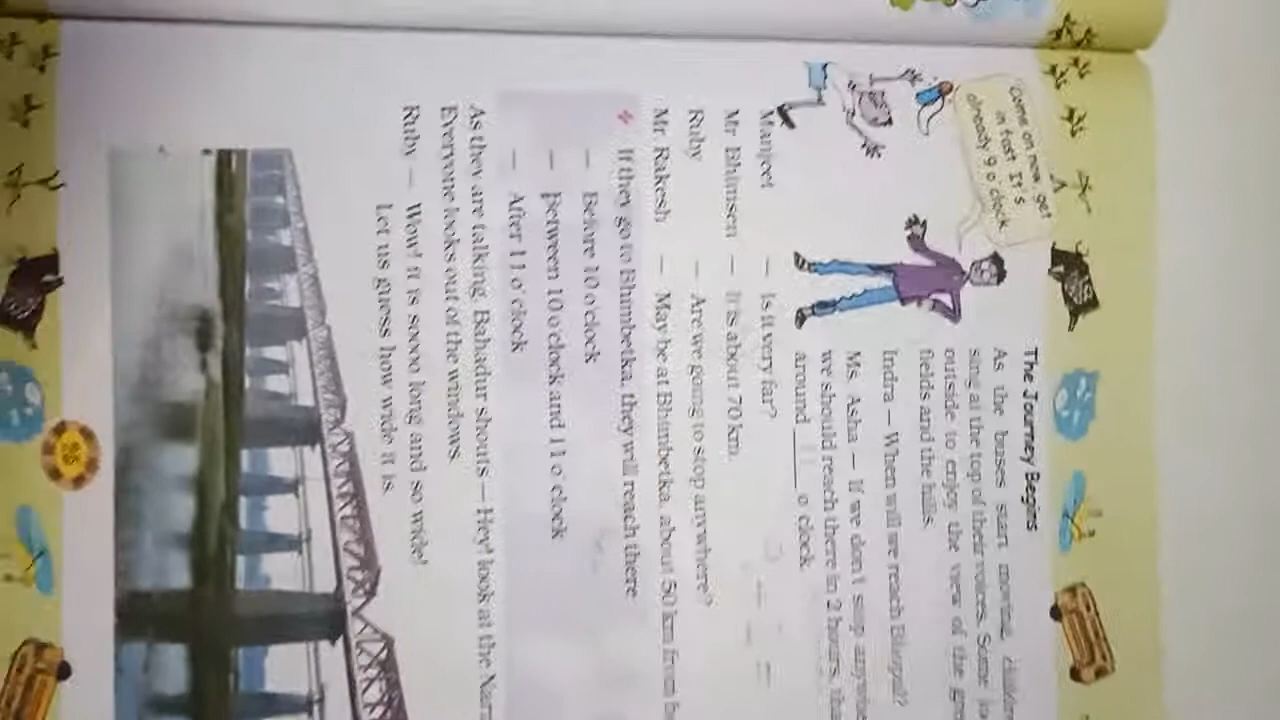 Come on now, get
in fast. It's
already 9 o'clock.
The Journey Begins
As the buses start moving,
sing at the top of their voices. Some
outside to enjoy the view of the
fields and the hills.
Indra – When will we reach Bhopal?
Ms. Asha – If we don't stop
we should reach there in 2 hours,
around 11 o'clock.
Manjeet – Is it very far?
Mr Bhimsen – It is about 70 km.
Ruby – Are we going to stop anywhere?
Mr. Rakesh – May be at Bhimbetka, about 50 km from
If they go to Bhimbetka, they will reach there
– Before 10 o'clock
– Between 10 o'clock and 11 o'clock
– After 11 o'clock
As they are talking, Bahadur shouts – Hey! look at the
Everyone looks out of the windows.
Ruby – Wow! it is soooo long and so wide!
Let us guess how wide it is.